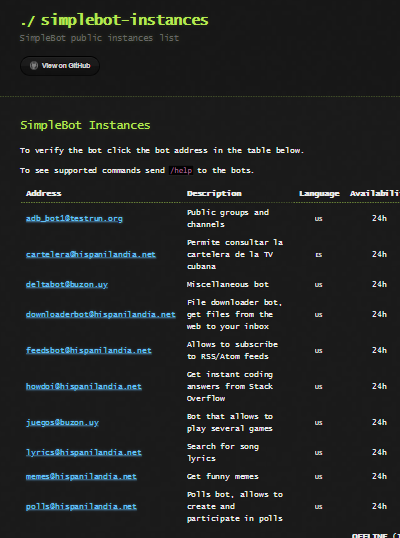 ./ simplebot-instances
SimpleBot public instances list
View on GitHub
SimpleBot Instances
To verify the bot click the bot address in the table below.
To see supported commands send /help to the bots.
Address Description Language Availabili
adb_bot1@testrun.org Public groups and channels us 24h
cartelera@hispanilandia.net Permite consultar la cartelera de la TV cubana ES 24h
deltabot@buzon.uy Miscellaneous bot us 24h
downloaderbot@hispanilandia.net File downloader bot, get files from the web to your inbox us 24h
feedsbot@hispanilandia.net Allows to subscribe to RSS/Atom feeds us 24h
howdoi@hispanilandia.net Get instant coding answers from Stack Overflow us 24h
juegos@buzon.uy Bot that allows to play several games us 24h
lyrics@hispanilandia.net Search for song lyrics us 24h
memes@hispanilandia.net Get funny memes us 24h
polls@hispanilandia.net Polls bot, allows to create and participate in polls us 24h
OFFLINE